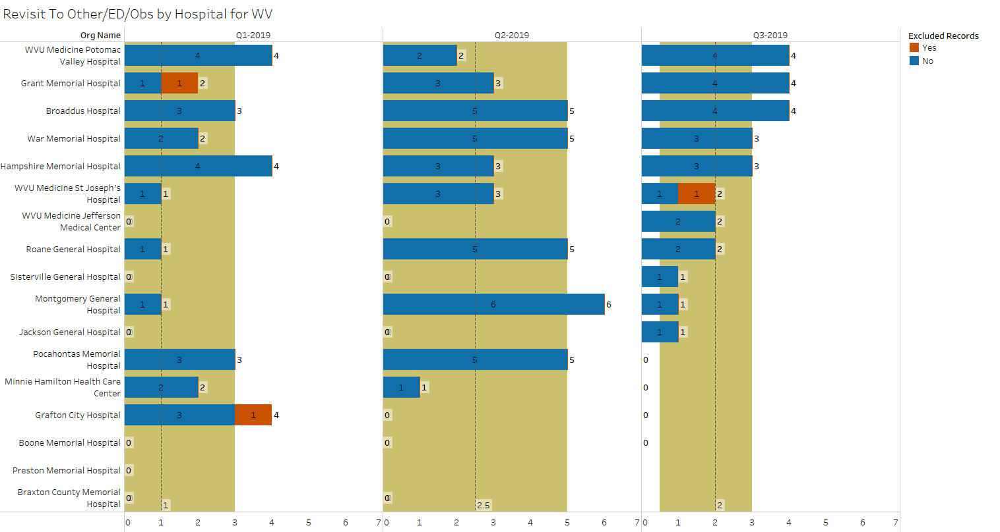 Revisit To Other/ED/Obs by Hospital for WV
Org Name Q1-2019 Q2-2019 Q3-2019 Excluded Records
Yes
No
WVU Medicine Potomac
Valley Hospital 4 4 2 2 4 4
Grant Memorial Hospital 1 1 2 3 3 4 4
Broaddus Hospital 3 3 5 5 4 4
War Memorial Hospital 2 2 5 5 3 3
Hampshire Memorial Hospital 4 4 3 3 3 3
WVU Medicine St Joseph's
Hospital 1 1 3 3 1 1 2
WVU Medicine Jefferson
Medical Center 0 0 2 2
Roane General Hospital 1 1 5 5 2 2
Sisterville General Hospital 0 0 1 1
Montgomery General
Hospital 1 1 6 6 1 1
Jackson General Hospital 0 0 1 1
Pocahontas Memorial
Hospital 3 3 5 5 0
Minnie Hamilton Health Care
Center 2 2 1 1 0
Grafton City Hospital 3 1 4 0 0
Boone Memorial Hospital 0 0 0
Preston Memorial Hospital 0
Braxton County Memorial
Hospital 0 0
1 2.5 2
0 1 2 3 4 5 6 7 0 1 2 3 4 5 6 7 0 1 2 3 4 5 6 7